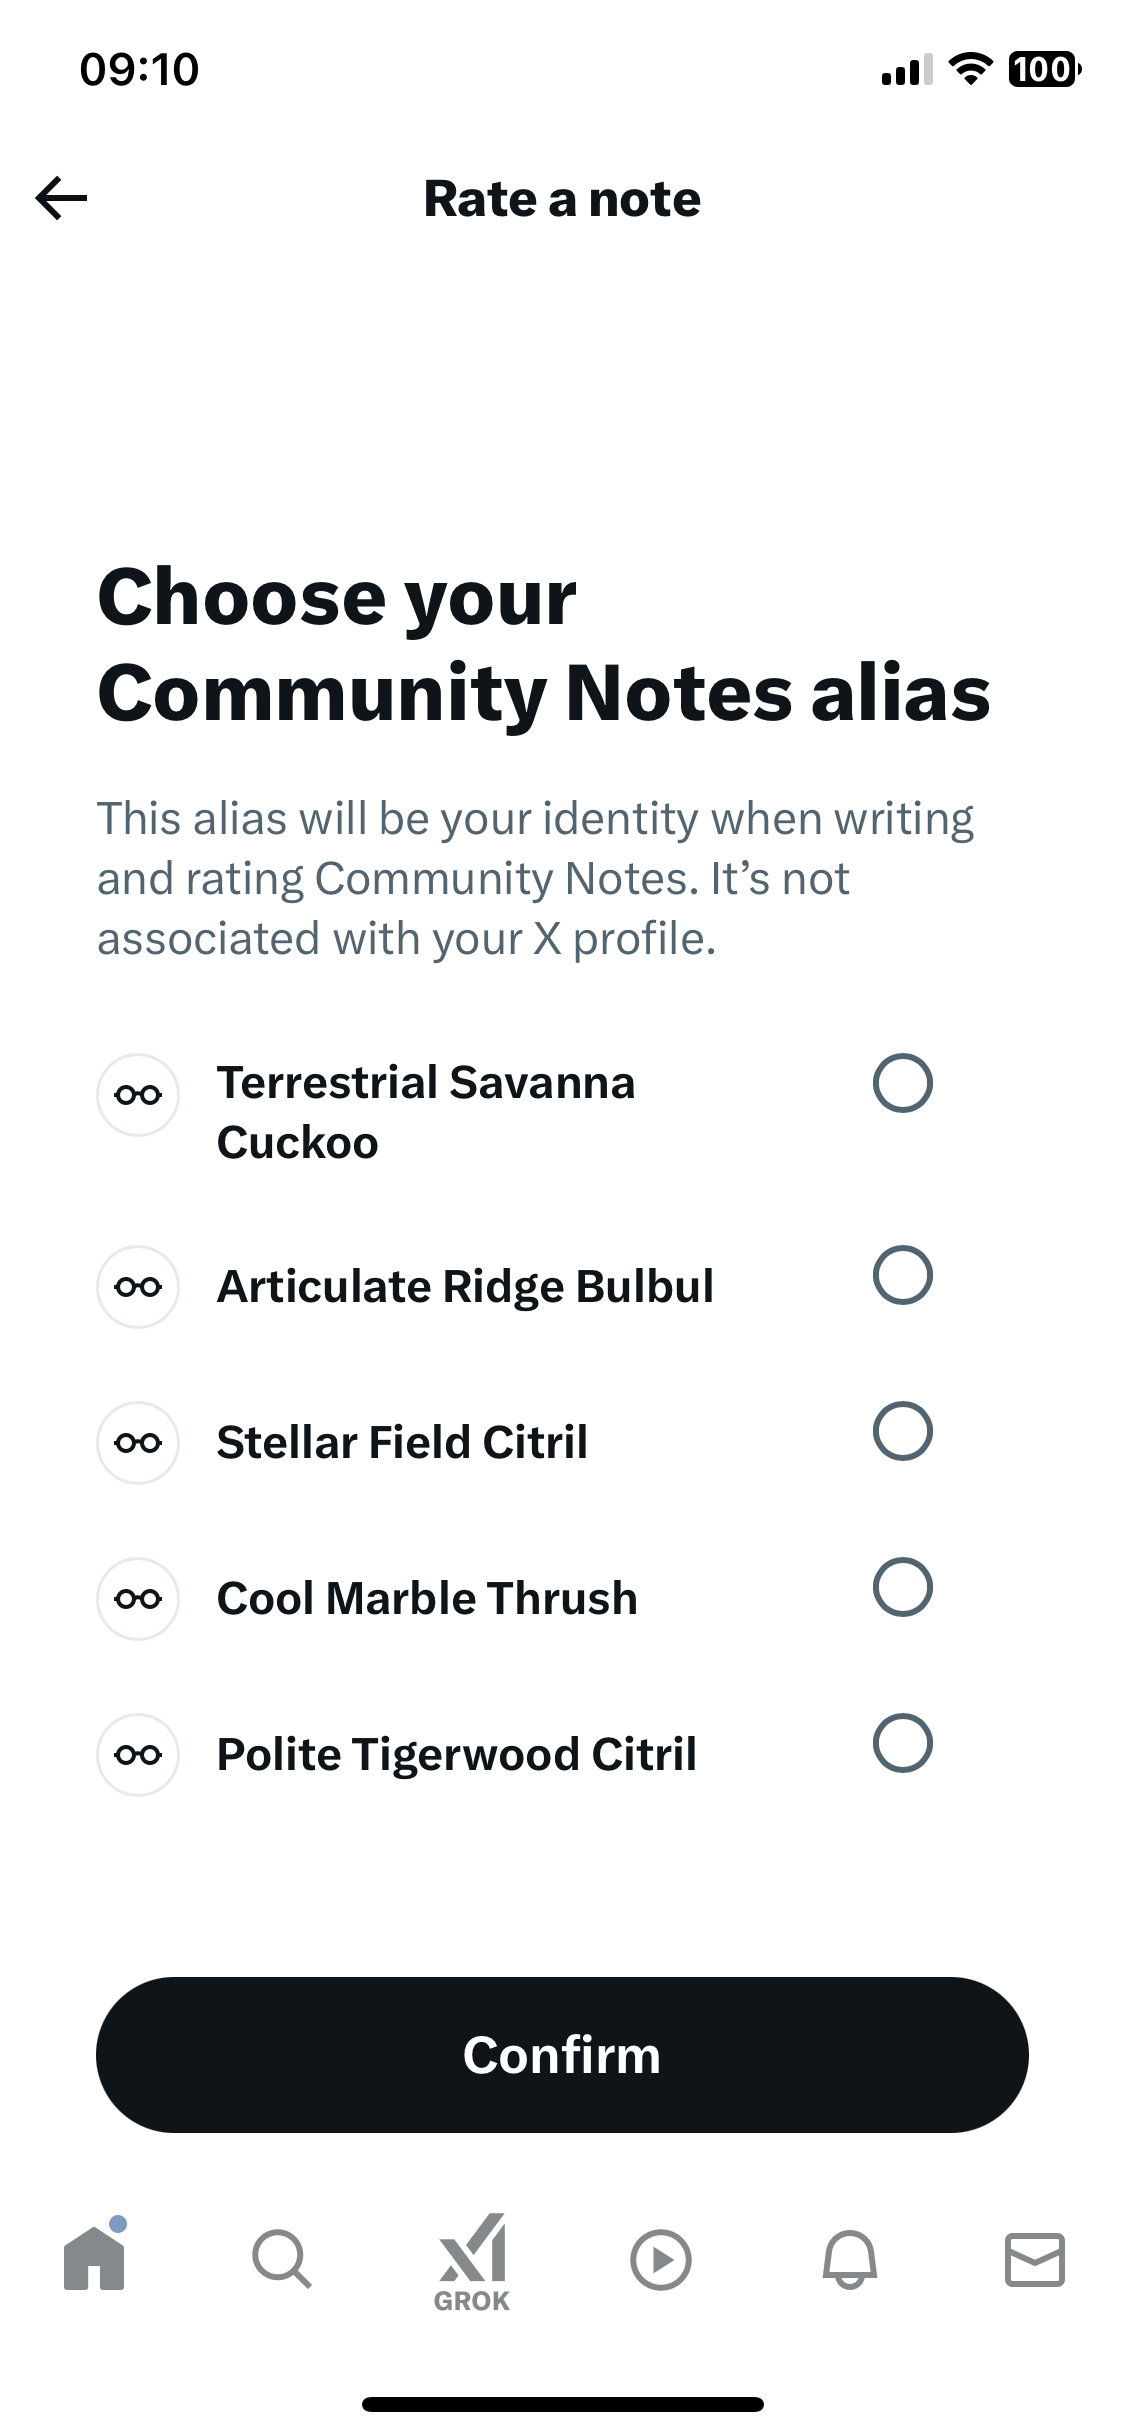 09:10
100
Rate a note
Choose your
Community Notes alias
This alias will be your identity when writing
and rating Community Notes. It’s not
associated with your X profile.
Terrestrial Savanna
Cuckoo
Articulate Ridge Bulbul
Stellar Field Citril
Cool Marble Thrush
Polite Tigerwood Citril
Confirm
GROK